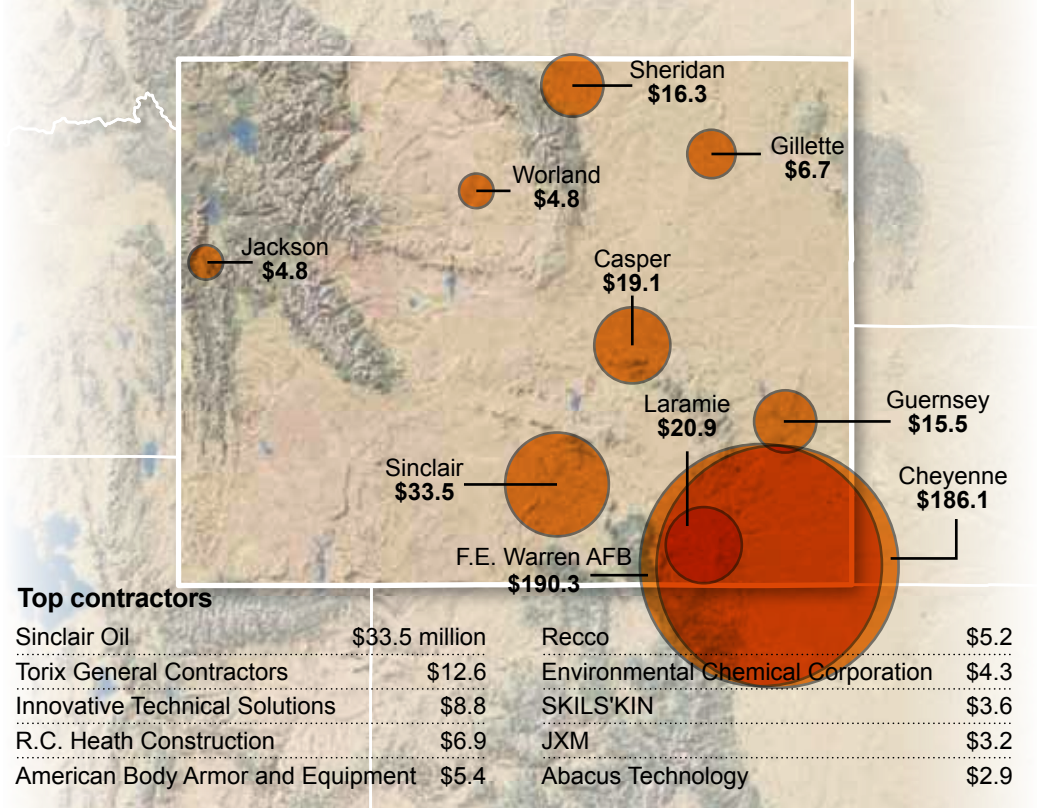 Sheridan
$16.3
Gillette
$6.7
Worland
$4.8
Jackson
$4.8
Casper
$19.1
Laramie
$20.9
Guernsey
$15.5
Sinclair
$33.5
Cheyenne
$186.1
F.E. Warren AFB
$190.3
Top contractors
Sinclair Oil $33.5 million
Torix General Contractors $12.6
Innovative Technical Solutions $8.8
R.C. Heath Construction $6.9
American Body Armor and Equipment $5.4
Recco $5.2
Environmental Chemical Corporation $4.3
SKILS'KIN $3.6
JXM $3.2
Abacus Technology $2.9